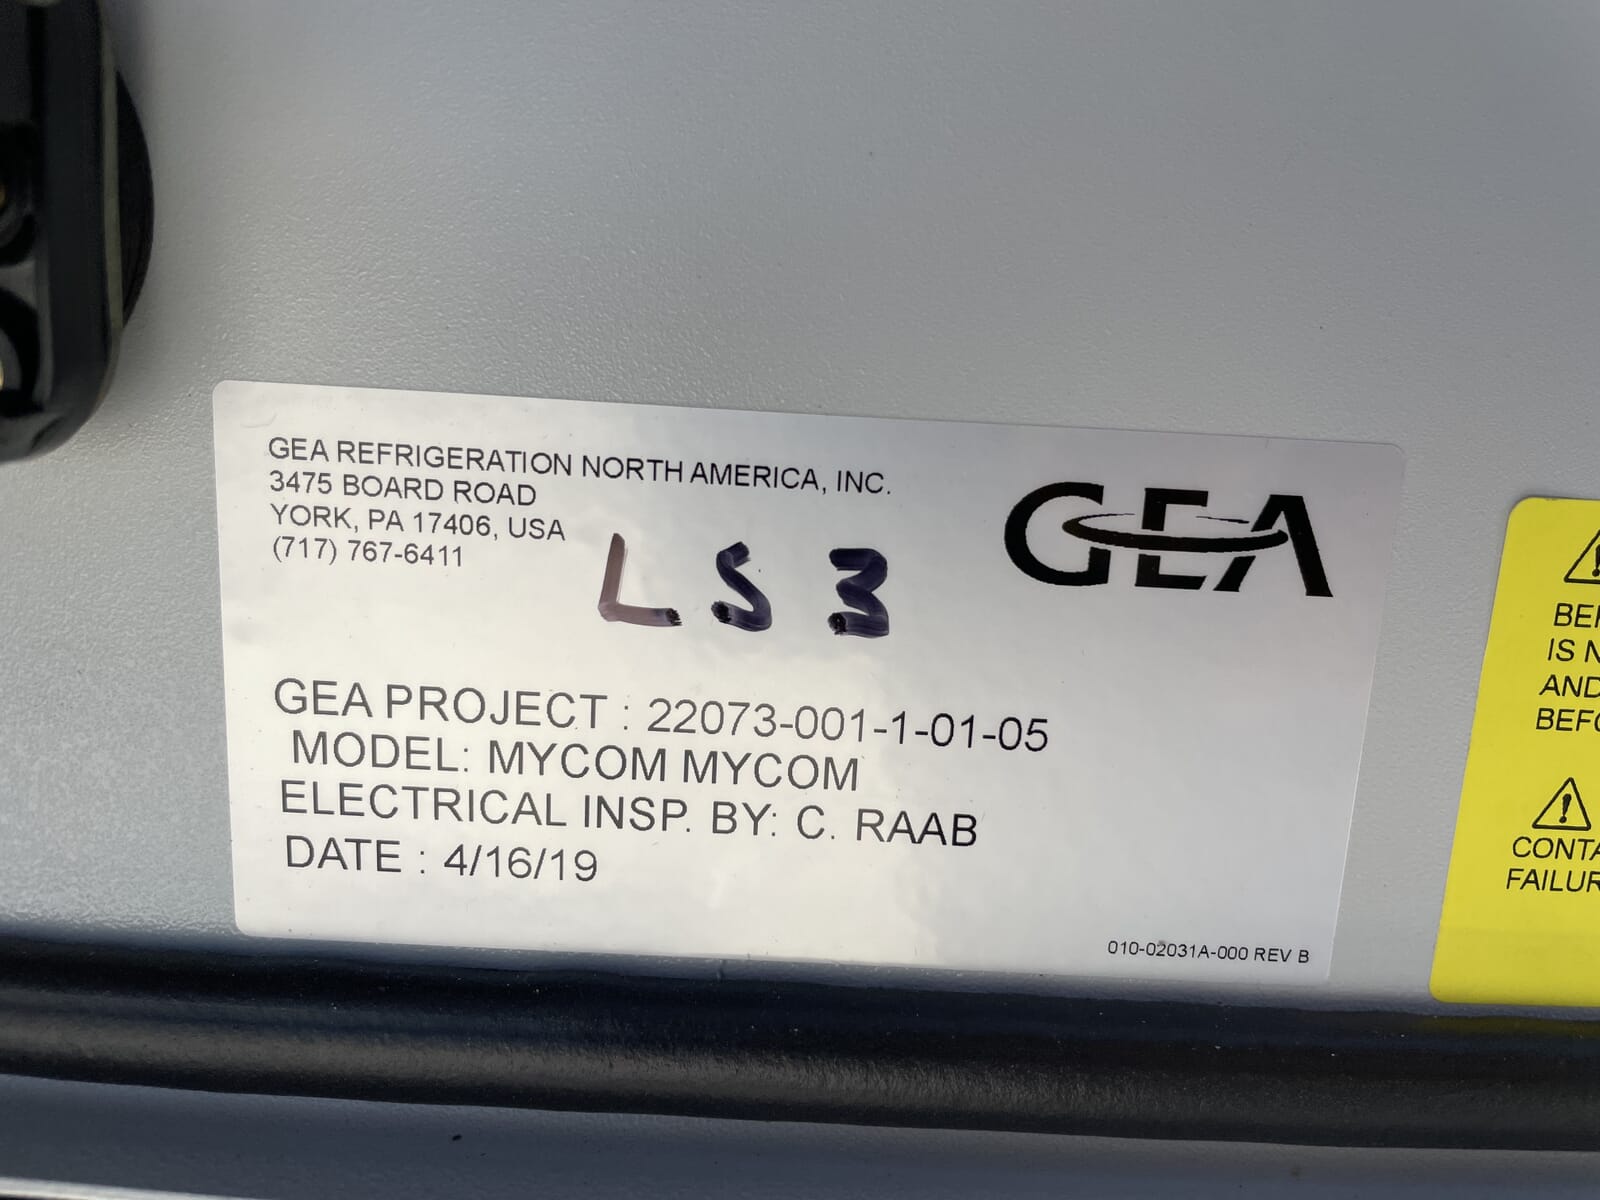 GEA REFRIGERATION NORTH AMERICA, INC.
3475 BOARD ROAD
YORK, PA 17406, USA
(717) 767-6411
LS3
GEA
GEA PROJECT : 22073-001-1-01-05
MODEL: MYCOM MYCOM
ELECTRICAL INSP. BY: C. RAAB
DATE : 4/16/19
010-02031A-000 REV B
IS
AND